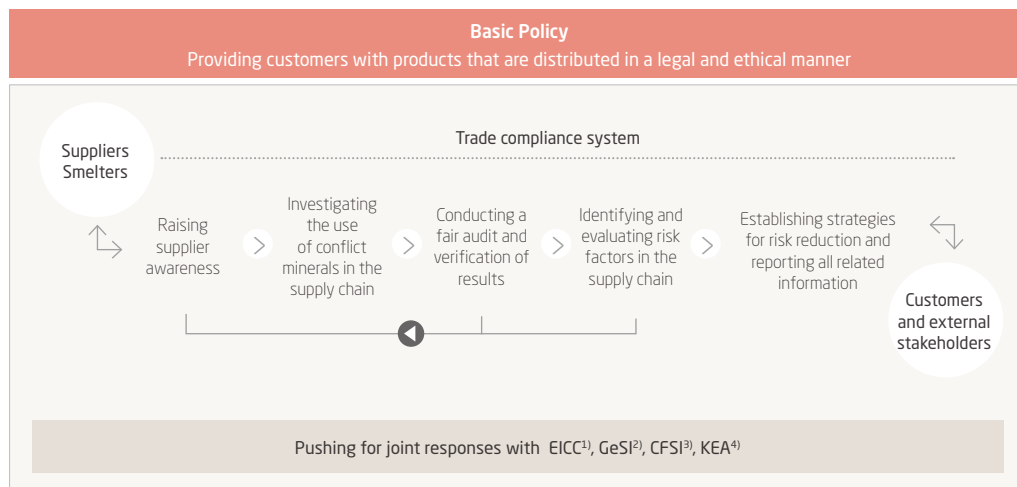 Basic Policy
Providing customers with products that are distributed in a legal and ethical manner
Suppliers
Smelters
Trade compliance system
Raising
supplier
awareness
Investigating
the use
of conflict
minerals in the
supply chain
Conducting a
fair audit and
verification of
results
Identifying and
evaluating risk
factors in the
supply chain
Establishing strategies
for risk reduction and
reporting all related
information
Customers
and external
stakeholders
Pushing for joint responses with EICC¹⁾, GeSI²⁾, CFSI³⁾, KEA⁴⁾